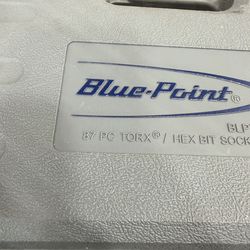 Blue-Point®
BLP
87 PC TORX® / HEX BIT SOCK